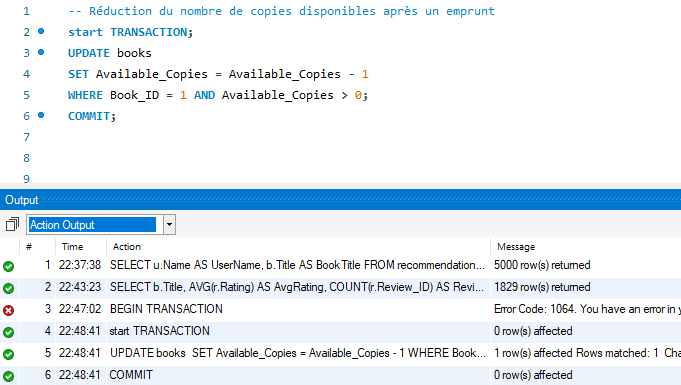 1 -- Réduction du nombre de copies disponibles après un emprunt
2 start TRANSACTION;
3 UPDATE books
4 SET Available_Copies = Available_Copies - 1
5 WHERE Book_ID = 1 AND Available_Copies > 0;
6 COMMIT;
7
8
9
Output
Action Output
# Time Action Message
1 22:37:38 SELECT u.Name AS UserName, b.Title AS BookTitle FROM recommendation... 5000 row(s) returned
2 22:43:23 SELECT b.Title, AVG(r.Rating) AS AvgRating, COUNT(r.Review_ID) AS Revi... 1829 row(s) returned
3 22:47:02 BEGIN TRANSACTION Error Code: 1064. You have an error in y
4 22:48:41 start TRANSACTION 0 row(s) affected
5 22:48:41 UPDATE books SET Available_Copies = Available_Copies - 1 WHERE Book... 1 row(s) affected Rows matched: 1 Cha
6 22:48:41 COMMIT 0 row(s) affected